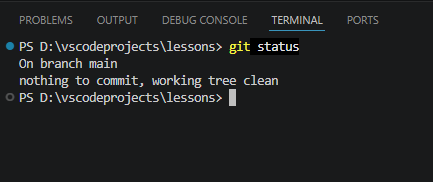 PROBLEMS OUTPUT DEBUG CONSOLE TERMINAL PORTS
PS D:\vscodeprojects\lessons> git status
On branch main
nothing to commit, working tree clean
PS D:\vscodeprojects\lessons>